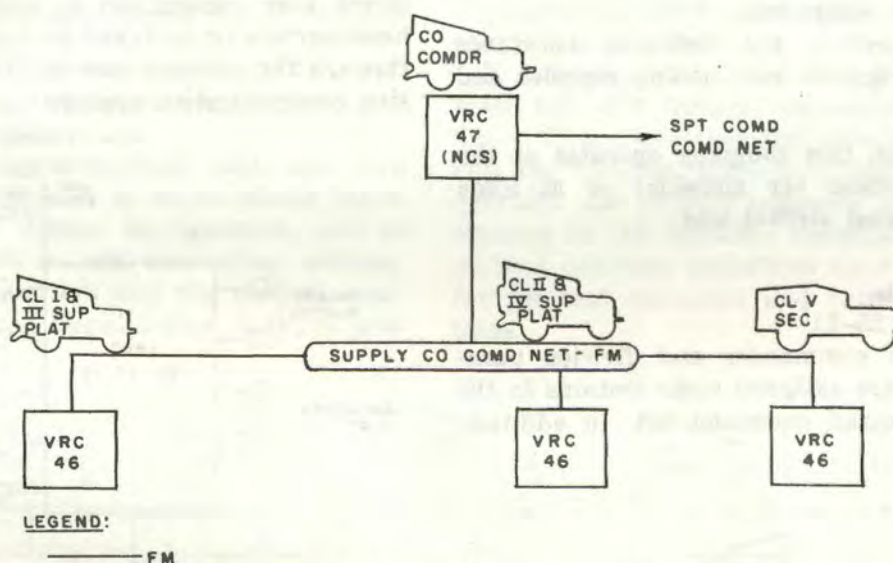 CO
COMDR
VRC
47
(NCS)
SPT COMD
COMD NET
CL I &
III SUP
PLAT
CL II &
IV SUP
PLAT
CL V
SEC
SUPPLY CO COMD NET - FM
VRC
46
VRC
46
VRC
46
LEGEND:
FM